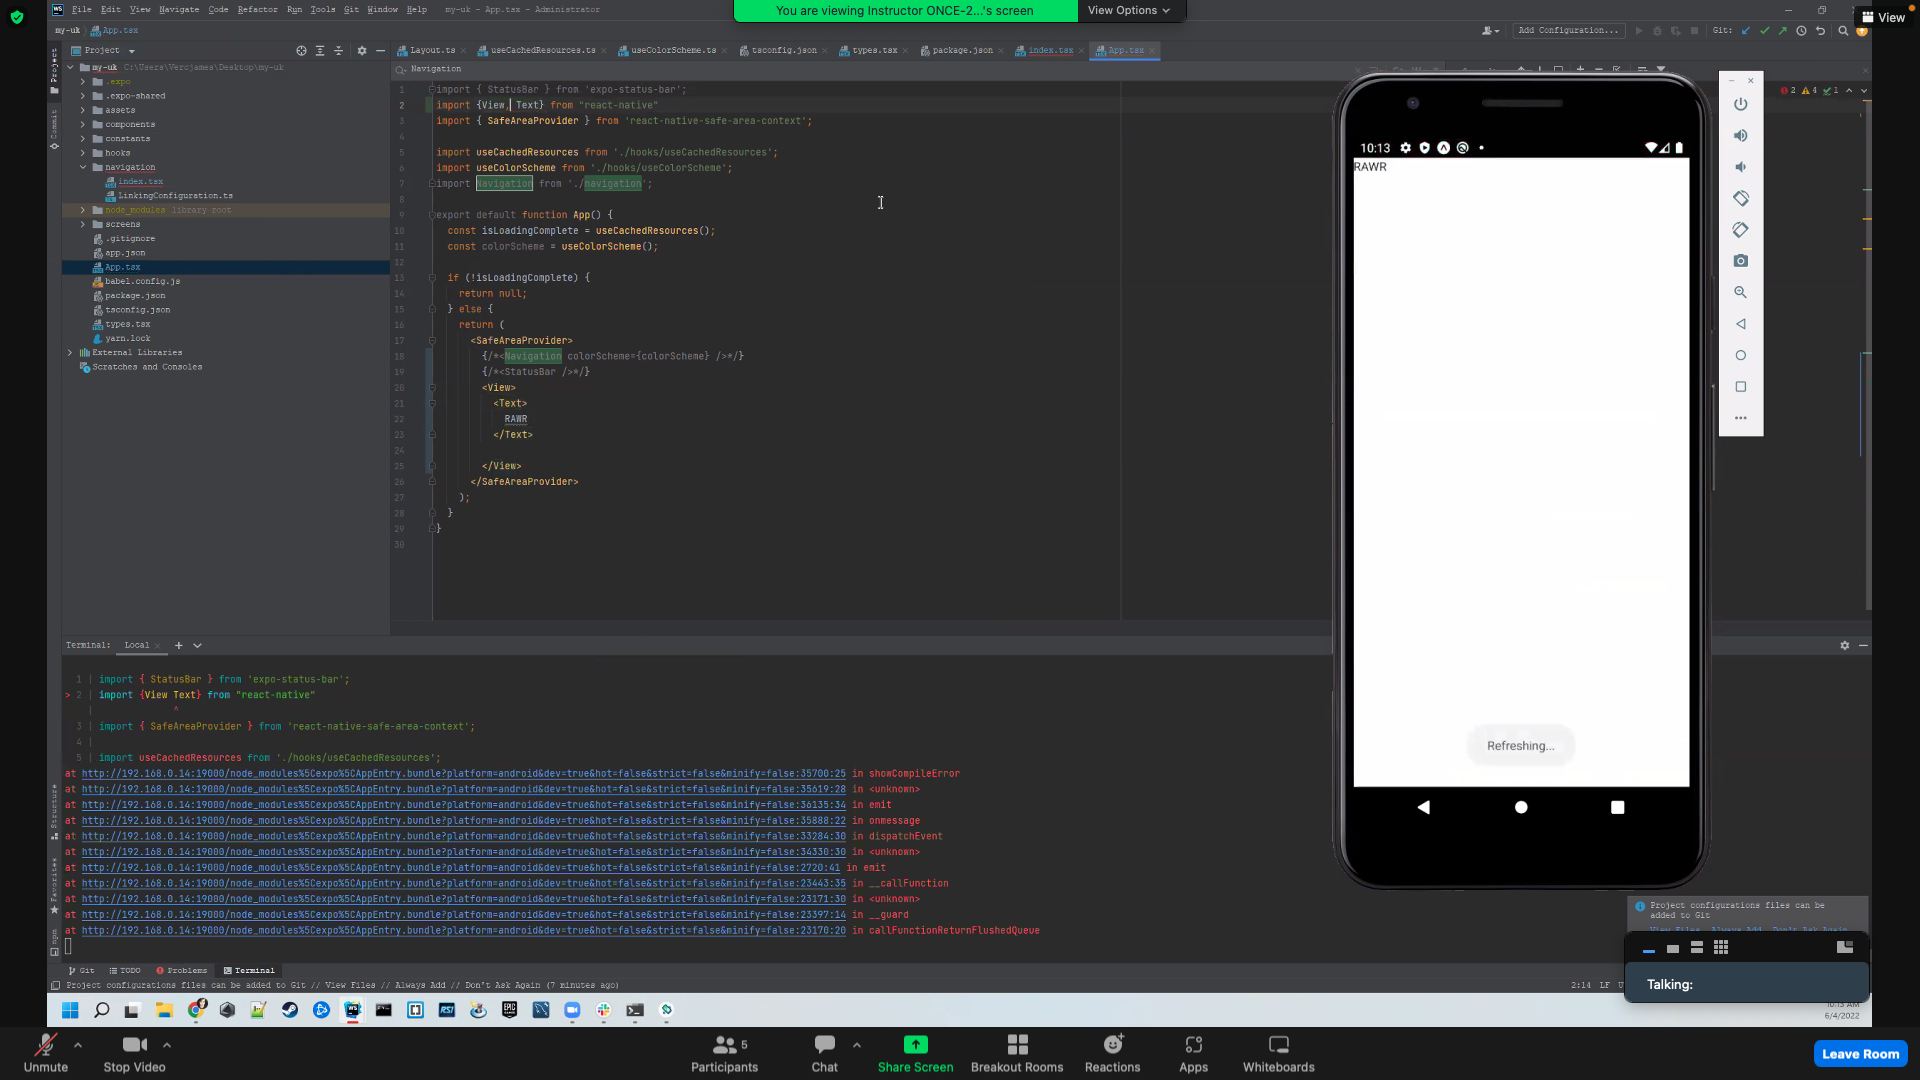 You are viewing Instructor ONCE-2...'s screen
View Options
View
File Edit View Navigate Code Refactor Run Tools Git Window Help
my-uk - App.tsx - Administrator
App.tsx
Add Configuration...
Git:
Project
Layout.ts
useCachedResources.ts
useColorScheme.ts
tsconfig.json
types.tsx
package.json
index.tsx
App.tsx
Navigation
2 4 1
my-uk C:\Users\Vercjames\Desktop\my-uk
.expo
.expo-shared
assets
components
constants
hooks
navigation
index.tsx
LinkingConfiguration.ts
node_modules library root
screens
.gitignore
app.json
App.tsx
babel.config.js
package.json
tsconfig.json
types.tsx
yarn.lock
External Libraries
Scratches and Consoles
Project
Commit
1 import { StatusBar } from 'expo-status-bar';
2 import {View, Text} from "react-native"
3 import { SafeAreaProvider } from 'react-native-safe-area-context';
4
5 import useCachedResources from './hooks/useCachedResources';
6 import useColorScheme from './hooks/useColorScheme';
7 import Navigation from './navigation';
8
9 export default function App() {
10 const isLoadingComplete = useCachedResources();
11 const colorScheme = useColorScheme();
12
13 if (!isLoadingComplete) {
14 return null;
15 } else {
16 return (
17 <SafeAreaProvider>
18 {/*<Navigation colorScheme={colorScheme} />*/}
19 {/*<StatusBar />*/}
20 <View>
21 <Text>
22 RAWR
23 </Text>
24
25 </View>
26 </SafeAreaProvider>
27 );
28 }
29 }
30
10:13
RAWR
Refreshing...
Terminal: Local
1 | import { StatusBar } from 'expo-status-bar';
> 2 | import {View Text} from "react-native"
| ^
3 | import { SafeAreaProvider } from 'react-native-safe-area-context';
4 |
5 | import useCachedResources from './hooks/useCachedResources';
at http://192.168.0.14:19000/node_modules%5Cexpo%5CAppEntry.bundle?platform=android&dev=true&hot=false&strict=false&minify=false:35700:25 in showCompileError
at http://192.168.0.14:19000/node_modules%5Cexpo%5CAppEntry.bundle?platform=android&dev=true&hot=false&strict=false&minify=false:35619:28 in <unknown>
at http://192.168.0.14:19000/node_modules%5Cexpo%5CAppEntry.bundle?platform=android&dev=true&hot=false&strict=false&minify=false:36135:34 in emit
at http://192.168.0.14:19000/node_modules%5Cexpo%5CAppEntry.bundle?platform=android&dev=true&hot=false&strict=false&minify=false:35888:22 in onmessage
at http://192.168.0.14:19000/node_modules%5Cexpo%5CAppEntry.bundle?platform=android&dev=true&hot=false&strict=false&minify=false:33284:30 in dispatchEvent
at http://192.168.0.14:19000/node_modules%5Cexpo%5CAppEntry.bundle?platform=android&dev=true&hot=false&strict=false&minify=false:34330:30 in <unknown>
at http://192.168.0.14:19000/node_modules%5Cexpo%5CAppEntry.bundle?platform=android&dev=true&hot=false&strict=false&minify=false:2720:41 in emit
at http://192.168.0.14:19000/node_modules%5Cexpo%5CAppEntry.bundle?platform=android&dev=true&hot=false&strict=false&minify=false:23443:35 in __callFunction
at http://192.168.0.14:19000/node_modules%5Cexpo%5CAppEntry.bundle?platform=android&dev=true&hot=false&strict=false&minify=false:23171:30 in <unknown>
at http://192.168.0.14:19000/node_modules%5Cexpo%5CAppEntry.bundle?platform=android&dev=true&hot=false&strict=false&minify=false:23397:14 in __guard
at http://192.168.0.14:19000/node_modules%5Cexpo%5CAppEntry.bundle?platform=android&dev=true&hot=false&strict=false&minify=false:23170:20 in callFunctionReturnFlushedQueue
Structure
Favorites
npm
Project configurations files can be
added to Git
View Files Always Add Don't Ask Again
Talking:
Git TODO Problems Terminal
Project configurations files can be added to Git // View Files // Always Add // Don't Ask Again (7 minutes ago)
2:14 LF
10:13 AM
6/4/2022
Unmute
Stop Video
5
Participants
Chat
Share Screen
Breakout Rooms
Reactions
Apps
Whiteboards
Leave Room